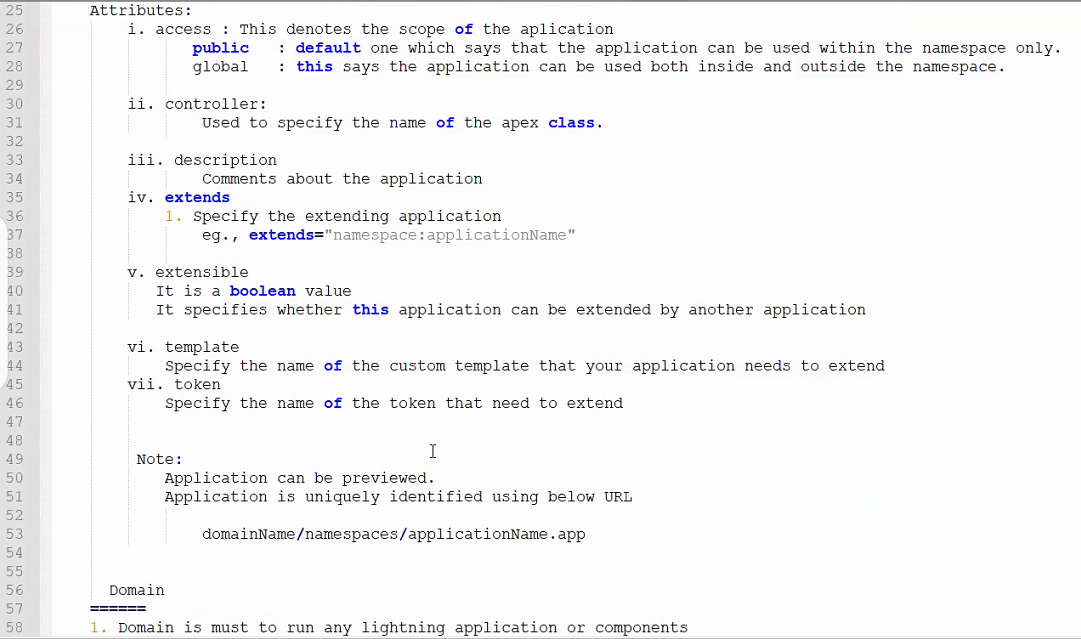 25 Attributes:
26 i. access : This denotes the scope of the aplication
27 public : default one which says that the application can be used within the namespace only.
28 global : this says the application can be used both inside and outside the namespace.
29
30 ii. controller:
31 Used to specify the name of the apex class.
32
33 iii. description
34 Comments about the application
35 iv. extends
36 1. Specify the extending application
37 eg., extends="namespace:applicationName"
38
39 v. extensible
40 It is a boolean value
41 It specifies whether this application can be extended by another application
42
43 vi. template
44 Specify the name of the custom template that your application needs to extend
45 vii. token
46 Specify the name of the token that need to extend
47
48
49 Note:
50 Application can be previewed.
51 Application is uniquely identified using below URL
52
53 domainName/namespaces/applicationName.app
54
55
56 Domain
57 ======
58 1. Domain is must to run any lightning application or components